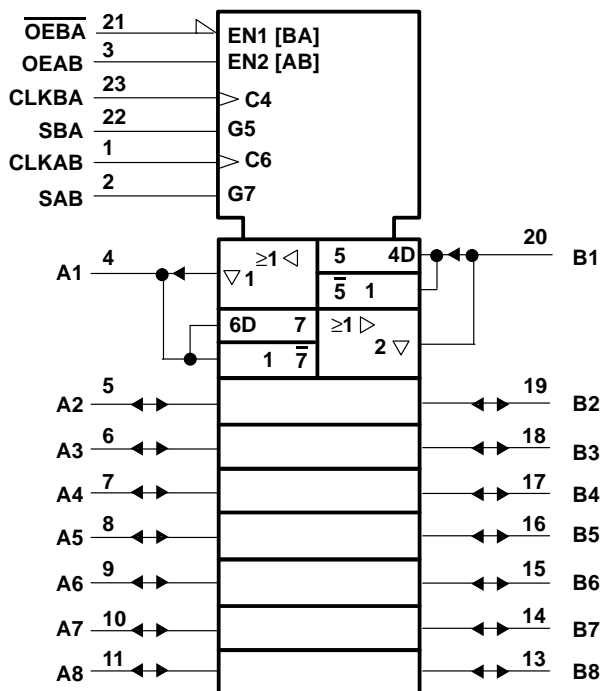 O̅E̅B̅A̅ 21 EN1 [BA]
OEAB 3 EN2 [AB]
CLKBA 23 C4
SBA 22 G5
CLKAB 1 C6
SAB 2 G7
A1 4 ≥1 ◁ 5 4D 20 B1
▽ 1 5̅ 1
6D 7 ≥1 ▷
1 7̅ 2 ▽
A2 5 19 B2
A3 6 18 B3
A4 7 17 B4
A5 8 16 B5
A6 9 15 B6
A7 10 14 B7
A8 11 13 B8